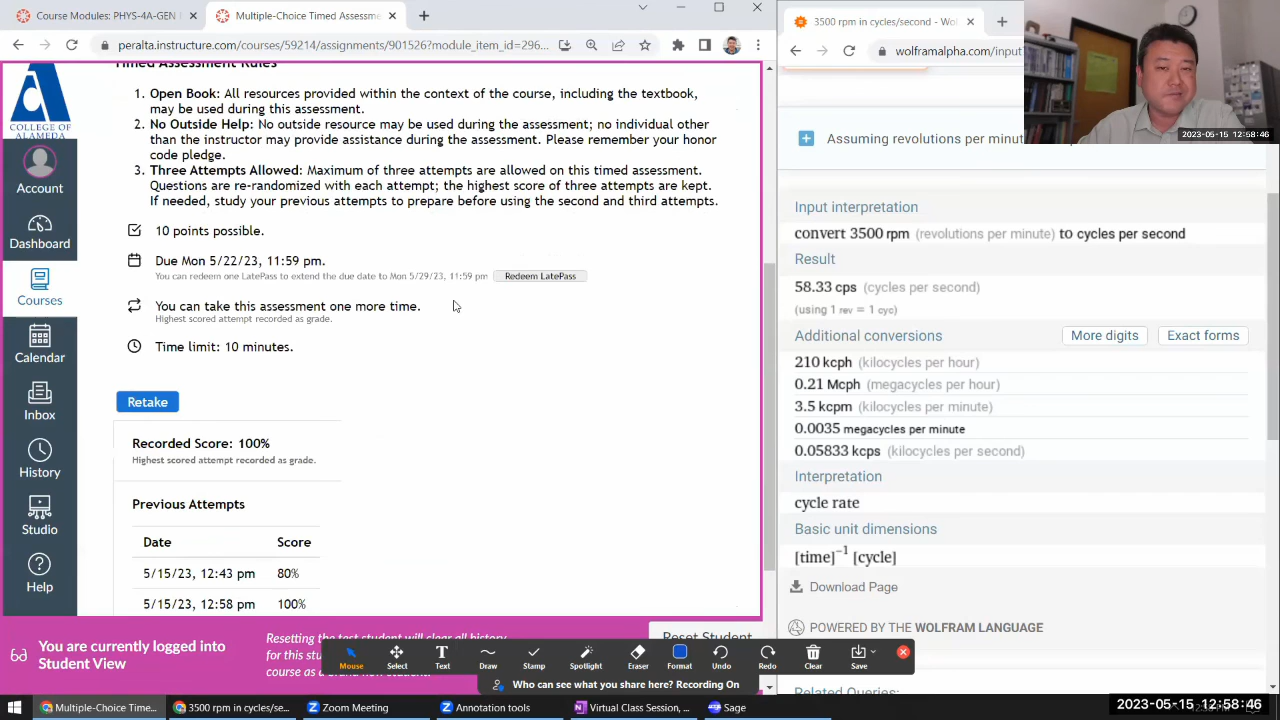 Course Modules: PHYS-4A-GEN
Multiple-Choice Timed Assessme
peralta.instructure.com/courses/59214/assignments/901526?module_item_id=296...
COLLEGE OF
ALAMEDA
Account
Dashboard
Courses
Calendar
Inbox
History
Studio
Help
Timed Assessment Rules
1. Open Book: All resources provided within the context of the course, including the textbook,
may be used during this assessment.
2. No Outside Help: No outside resource may be used during the assessment; no individual other
than the instructor may provide assistance during the assessment. Please remember your honor
code pledge.
3. Three Attempts Allowed: Maximum of three attempts are allowed on this timed assessment.
Questions are re-randomized with each attempt; the highest score of three attempts are kept.
If needed, study your previous attempts to prepare before using the second and third attempts.
10 points possible.
Due Mon 5/22/23, 11:59 pm.
You can redeem one LatePass to extend the due date to Mon 5/29/23, 11:59 pm Redeem LatePass
You can take this assessment one more time.
Highest scored attempt recorded as grade.
Time limit: 10 minutes.
Retake
Recorded Score: 100%
Highest scored attempt recorded as grade.
Previous Attempts
Date Score
5/15/23, 12:43 pm 80%
5/15/23, 12:58 pm 100%
You are currently logged into
Student View
Resetting the test student will clear all history
for this stu
course as a brand new student.
Reset Student
3500 rpm in cycles/second - Wol
wolframalpha.com/input
2023-05-15 12:58:46
Assuming revolutions per minut
Input interpretation
convert 3500 rpm (revolutions per minute) to cycles per second
Result
58.33 cps (cycles per second)
(using 1 rev = 1 cyc)
Additional conversions More digits Exact forms
210 kcph (kilocycles per hour)
0.21 Mcph (megacycles per hour)
3.5 kcpm (kilocycles per minute)
0.0035 megacycles per minute
0.05833 kcps (kilocycles per second)
Interpretation
cycle rate
Basic unit dimensions
[time]⁻¹ [cycle]
Download Page
POWERED BY THE WOLFRAM LANGUAGE
Related Queries:
Mouse Select Text Draw Stamp Spotlight Eraser Format Undo Redo Clear Save
Who can see what you share here? Recording On
Multiple-Choice Time... 3500 rpm in cycles/se... Zoom Meeting Annotation tools Virtual Class Session, ... Sage
2023-05-15 12:58:46